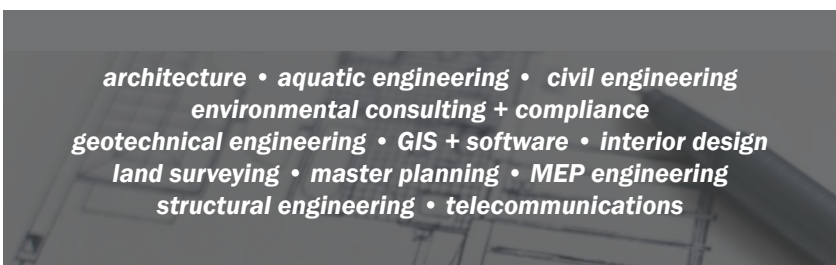 architecture • aquatic engineering • civil engineering
environmental consulting + compliance
geotechnical engineering • GIS + software • interior design
land surveying • master planning • MEP engineering
structural engineering • telecommunications